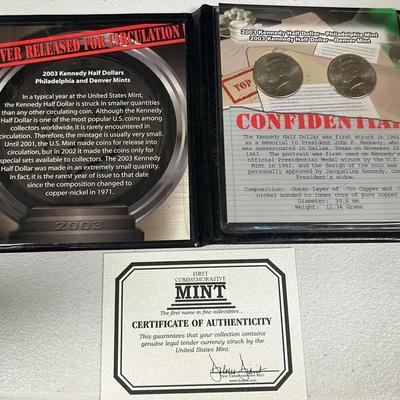 VER RELEASED FOR CIRCULATION
2003 Kennedy Half Dollars
Philadelphia and Denver Mints
In a typical year at the United States Mint,
the Kennedy Half Dollar is struck in smaller quantities
than any other circulating coin. Although the Kennedy
Half Dollar is one of the most popular U.S. coins among
collectors worldwide, it is rarely encountered in
circulation. Therefore, the mintage is usually very small.
Until 2001, the U.S. Mint made coins for release into
circulation, but in 2002 it made the coins only for
special sets available to collectors. The 2003 Kennedy
Half Dollar was made in an extremely small quantity.
In fact, it is the rarest year of issue to that date
since the composition changed to
copper-nickel in 1971.
2003
2003 Kennedy Half Dollar - Philadelphia Mint
2003 Kennedy Half Dollar - Denver Mint
TOP
CONFIDENTIAL
The Kennedy Half Dollar was first struck in 1964
as a memorial to President John F. Kennedy, who
was assassinated in Dallas, Texas on November 22,
1963. The portrait was first used on Kennedy's
official Presidential Medal struck by the U.S.
Mint in 1961, and the design of the coin was
personally approved by Jacqueline Kennedy, the
President's widow.
Composition: Outer layer of .750 Copper and
nickel bonded to inner core of pure copper
Diameter: 30.6 mm
Weight: 11.34 Grams
FIRST
COMMEMORATIVE
MINT
The first name in fine collectibles...
CERTIFICATE OF AUTHENTICITY
This guarantees that your collection contains
genuine legal tender currency struck by the
United States Mint.
First Commemorative Mint